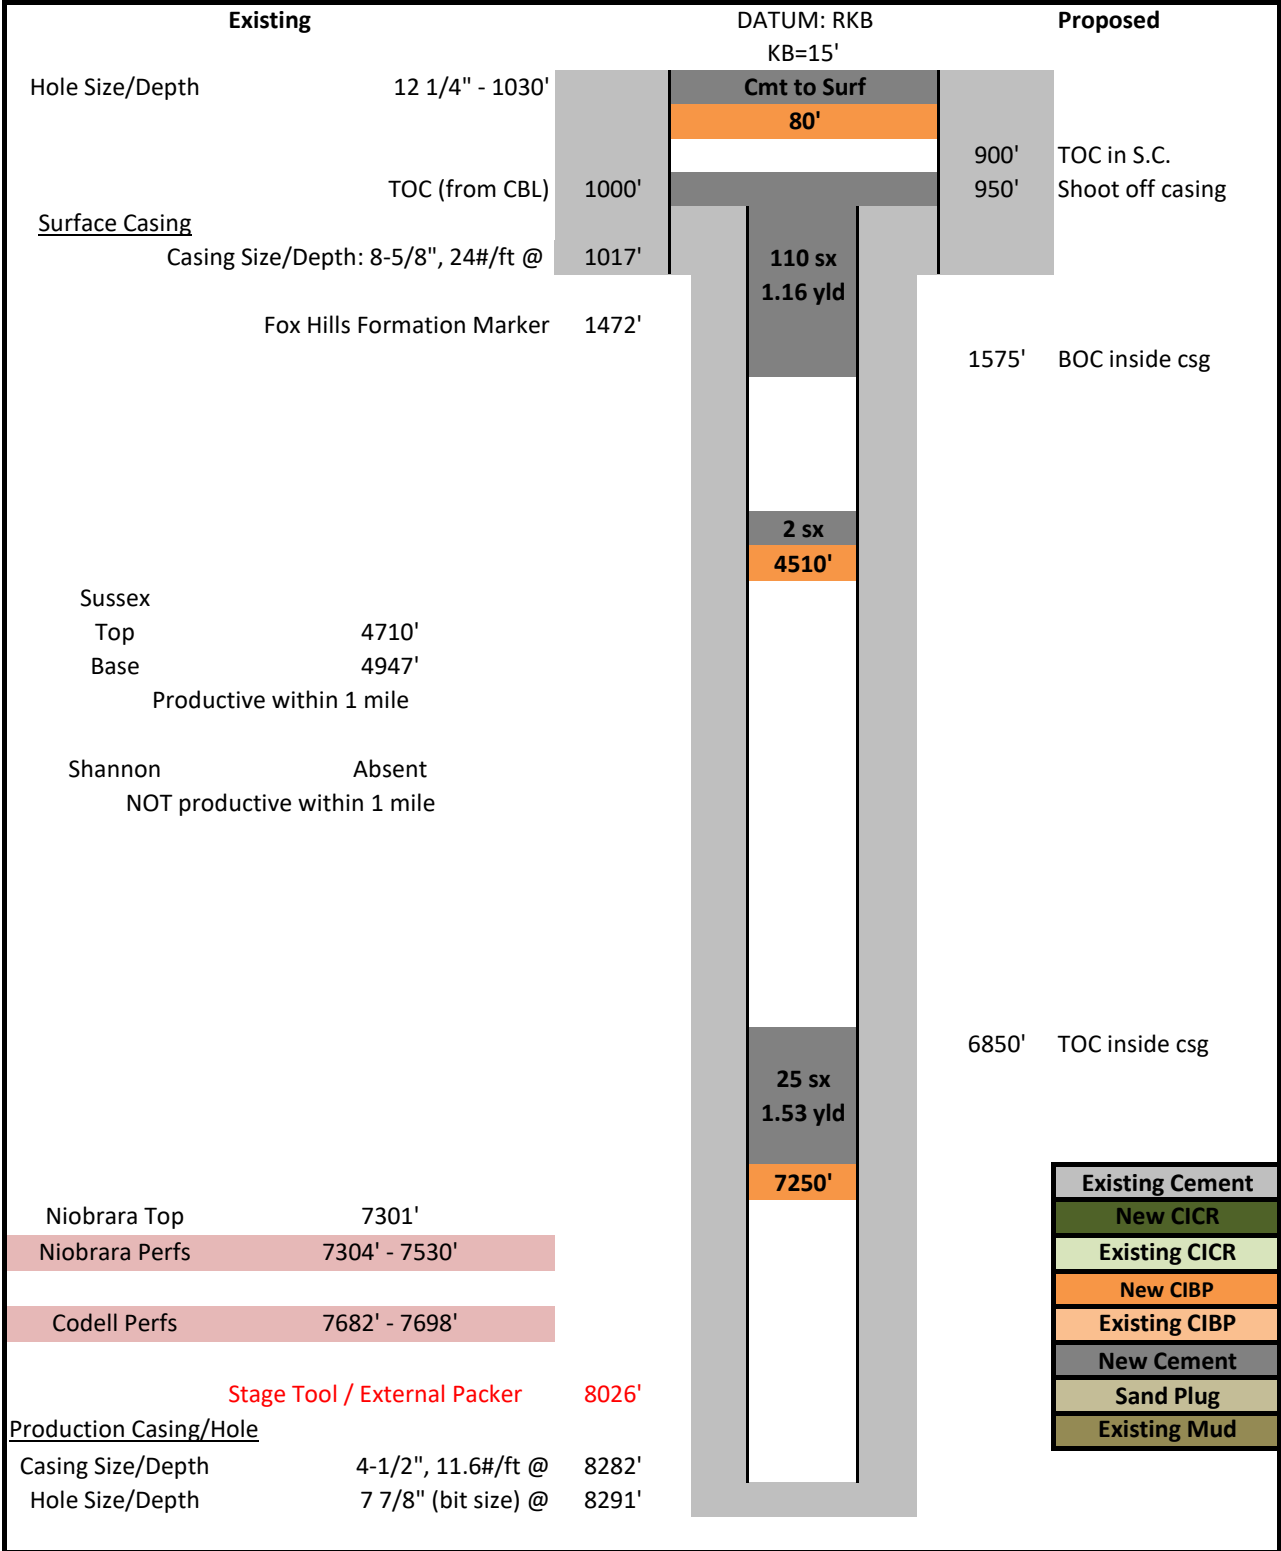 Existing DATUM: RKB Proposed
KB=15'
Hole Size/Depth 12 1/4" - 1030' Cmt to Surf
80'
900' TOC in S.C.
TOC (from CBL) 1000' 950' Shoot off casing
Surface Casing
Casing Size/Depth: 8-5/8", 24#/ft @ 1017' 110 sx
1.16 yld
Fox Hills Formation Marker 1472'
1575' BOC inside csg
2 sx
4510'
Sussex
Top 4710'
Base 4947'
Productive within 1 mile
Shannon Absent
NOT productive within 1 mile
6850' TOC inside csg
25 sx
1.53 yld
7250' Existing Cement
Niobrara Top 7301' New CICR
Niobrara Perfs 7304' - 7530' Existing CICR
New CIBP
Codell Perfs 7682' - 7698' Existing CIBP
New Cement
Stage Tool / External Packer 8026' Sand Plug
Production Casing/Hole Existing Mud
Casing Size/Depth 4-1/2", 11.6#/ft @ 8282'
Hole Size/Depth 7 7/8" (bit size) @ 8291'